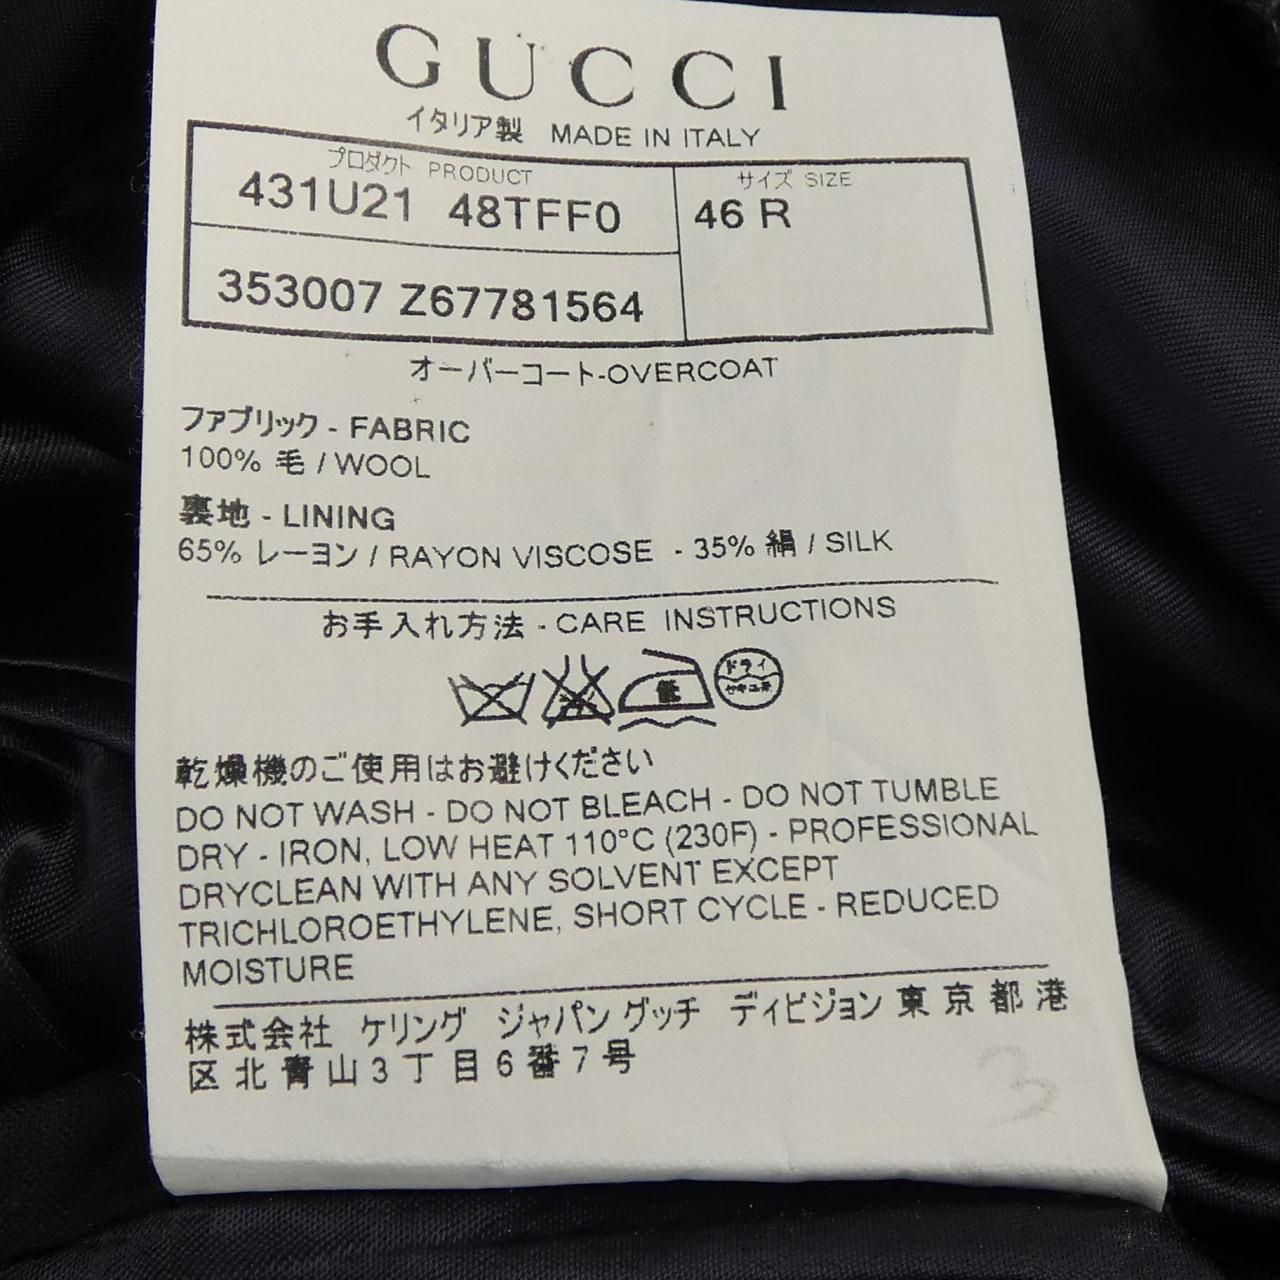 GUCCI
イタリア製 MADE IN ITALY
プロダクト PRODUCT
サイズ SIZE
431U21 48TFF0
46 R
353007 Z67781564
オーバーコート-OVERCOAT
ファブリック - FABRIC
100% 毛 / WOOL
裏地 - LINING
65% レーヨン / RAYON VISCOSE - 35% 絹 / SILK
お手入れ方法 - CARE INSTRUCTIONS
低
ドライ
セキユ系
乾燥機のご使用はお避けください
DO NOT WASH - DO NOT BLEACH - DO NOT TUMBLE
DRY - IRON, LOW HEAT 110°C (230F) - PROFESSIONAL
DRYCLEAN WITH ANY SOLVENT EXCEPT
TRICHLOROETHYLENE, SHORT CYCLE - REDUCED
MOISTURE
株式会社 ケリング ジャパン グッチ ディビジョン 東京都港
区北青山3丁目6番7号
3